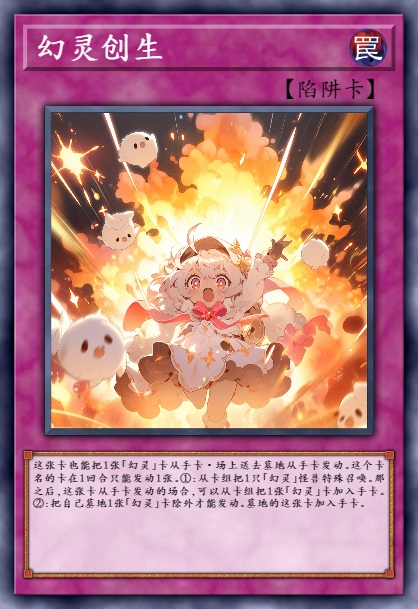 幻灵创生
罠
【陷阱卡】
这张卡也能把1张「幻灵」卡从手卡·场上送去墓地从手卡发动。这个卡
名的卡在1回合只能发动1张。①:从卡组把1只「幻灵」怪兽特殊召唤。那
之后,这张卡从手卡发动的场合,可以从卡组把1张「幻灵」卡加入手卡。
②:把自己墓地1张「幻灵」卡除外才能发动。墓地的这张卡加入手卡。